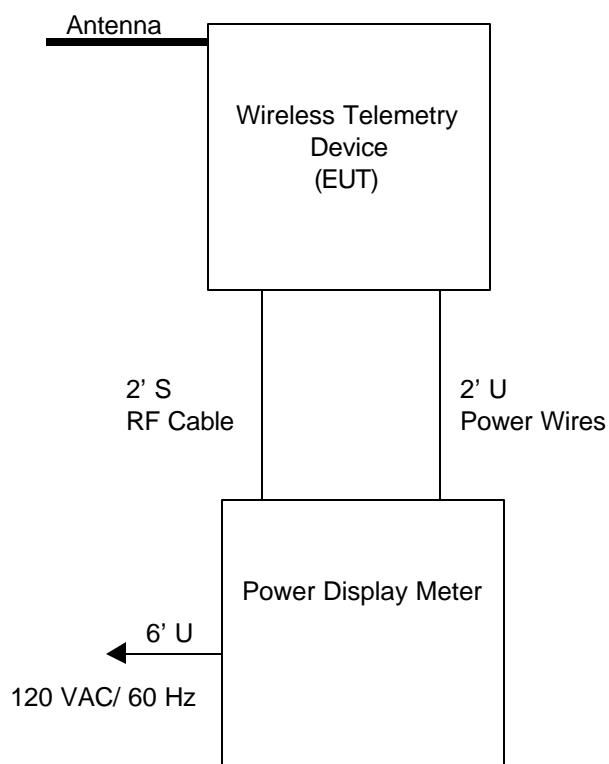 Antenna
Wireless Telemetry
Device
(EUT)
2’ S
RF Cable
2’ U
Power Wires
Power Display Meter
6’ U
120 VAC/ 60 Hz